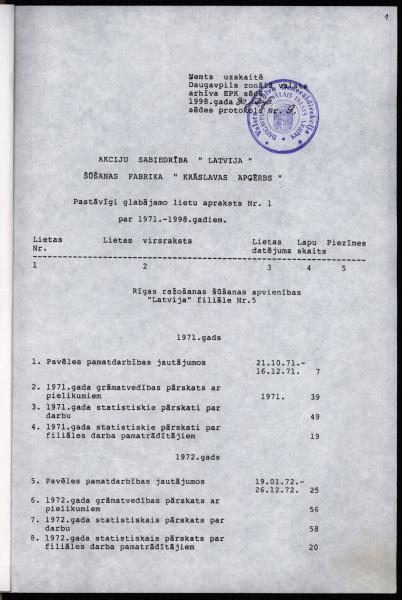 1
Ņemts uzskaitē
Daugavpils zonālā valsts
arhīva EPK sēdē
1998.gada
sēdes protokols Nr. 9.
AKCIJU SABIEDRĪBA " LATVIJA "
ŠŪŠANAS FABRIKA " KRĀSLAVAS APĢĒRBS "
Pastāvīgi glabājamo lietu apraksts Nr. 1
par 1971.-1998.gadiem.
Lietas Lietas virsraksts Lietas Lapu Piezīmes
Nr. datējums skaits
1 2 3 4 5
Rīgas ražošanas šūšanas apvienības
"Latvija" filiāle Nr.5
1971.gads
1. Pavēles pamatdarbības jautājumos 21.10.71.-
16.12.71. 7
2. 1971.gada grāmatvedības pārskats ar
pielikumiem 1971. 39
3. 1971.gada statistiskie pārskati par
darbu 49
4. 1971.gada statistiskie pārskati par
filiāles darba pamatrādītājiem 19
1972.gads
5. Pavēles pamatdarbības jautājumos 19.01.72.-
26.12.72. 25
6. 1972.gada grāmatvedības pārskats ar
pielikumiem 56
7. 1972.gada statistiskais pārskats par
darbu 58
8. 1972.gada statistiskais pārskats par
filiāles darba pamatrādītājiem 20